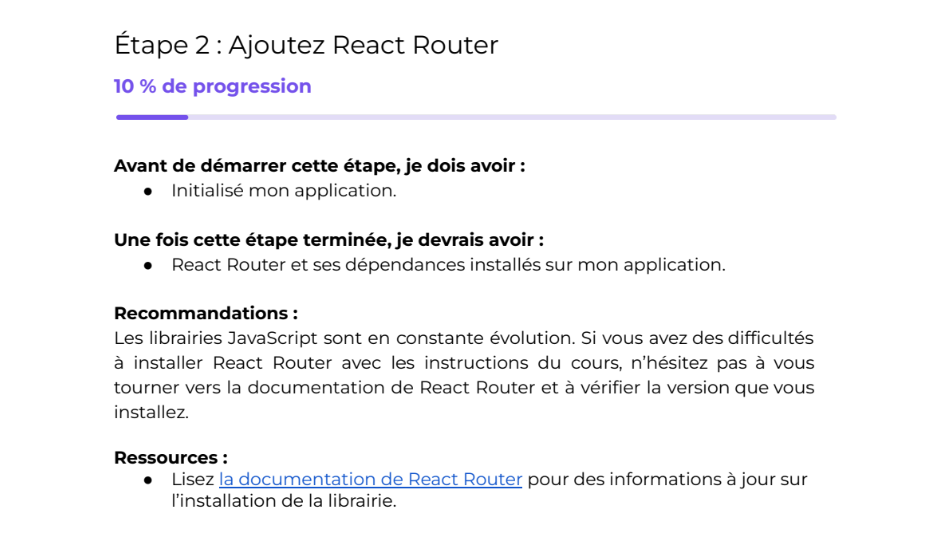 Étape 2 : Ajoutez React Router
10 % de progression
Avant de démarrer cette étape, je dois avoir :
● Initialisé mon application.
Une fois cette étape terminée, je devrais avoir :
● React Router et ses dépendances installés sur mon application.
Recommandations :
Les librairies JavaScript sont en constante évolution. Si vous avez des difficultés
à installer React Router avec les instructions du cours, n’hésitez pas à vous
tourner vers la documentation de React Router et à vérifier la version que vous
installez.
Ressources :
● Lisez la documentation de React Router pour des informations à jour sur
l’installation de la librairie.